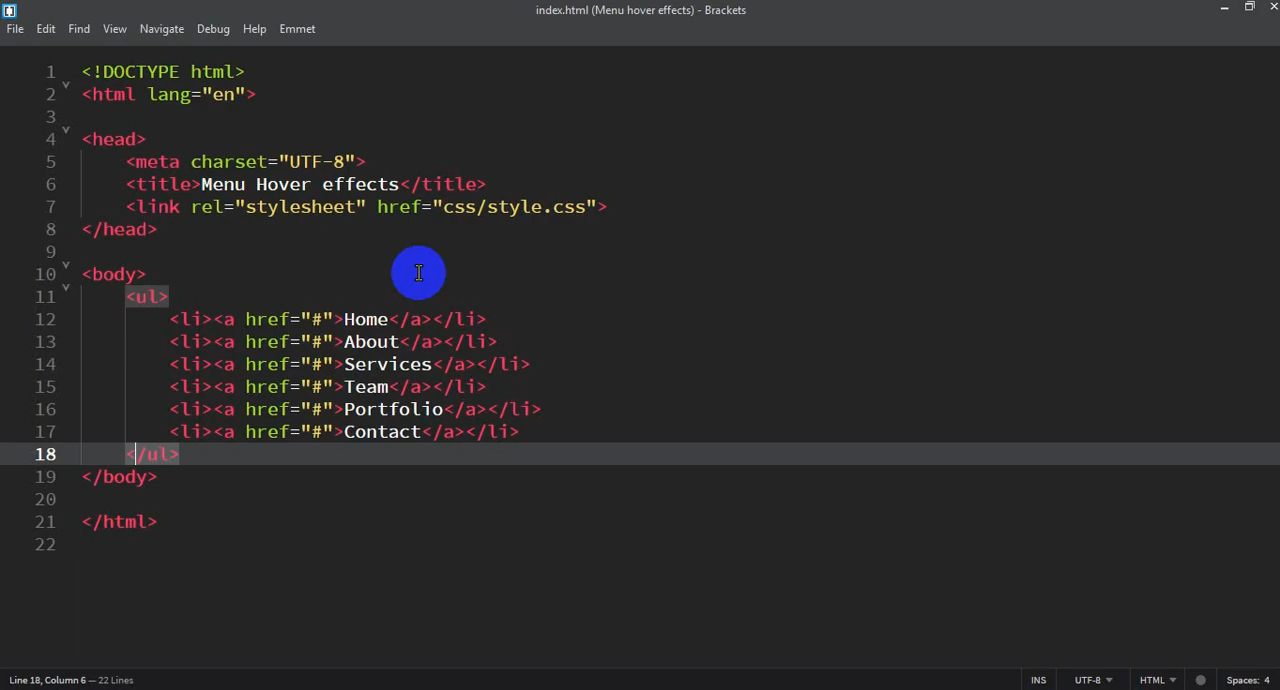 index.html (Menu hover effects) - Brackets
File Edit Find View Navigate Debug Help Emmet
1 <!DOCTYPE html>
2 <html lang="en">
3
4 <head>
5 <meta charset="UTF-8">
6 <title>Menu Hover effects</title>
7 <link rel="stylesheet" href="css/style.css">
8 </head>
9
10 <body>
11 <ul>
12 <li><a href="#">Home</a></li>
13 <li><a href="#">About</a></li>
14 <li><a href="#">Services</a></li>
15 <li><a href="#">Team</a></li>
16 <li><a href="#">Portfolio</a></li>
17 <li><a href="#">Contact</a></li>
18 </ul>
19 </body>
20
21 </html>
22
Line 18, Column 6 — 22 Lines INS UTF-8 HTML Spaces: 4